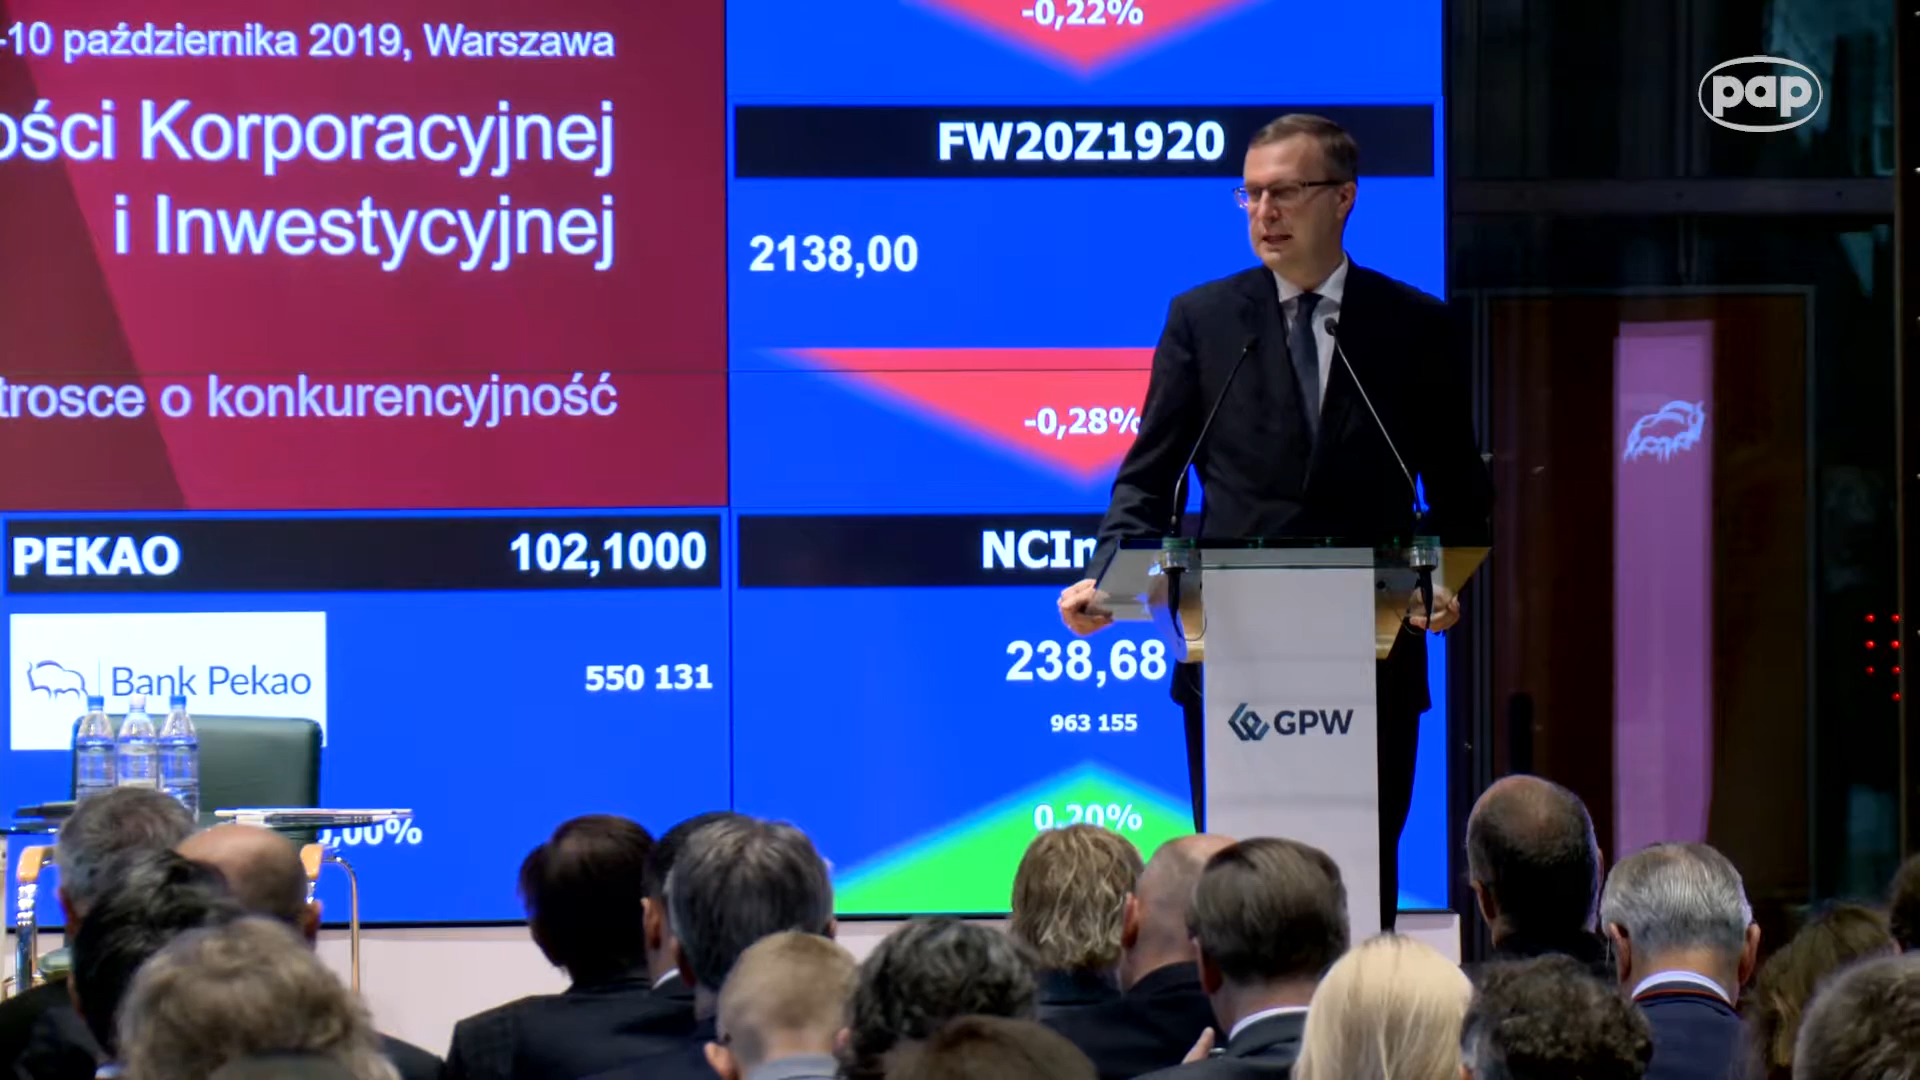 -10 października 2019, Warszawa
ości Korporacyjnej
i Inwestycyjnej
trosce o konkurencyjność
-0,22%
FW20Z1920
2138,00
-0,28%
pap
PEKAO 102,1000
Bank Pekao
550 131
,00%
NCIn
238,68
963 155
0,20%
GPW